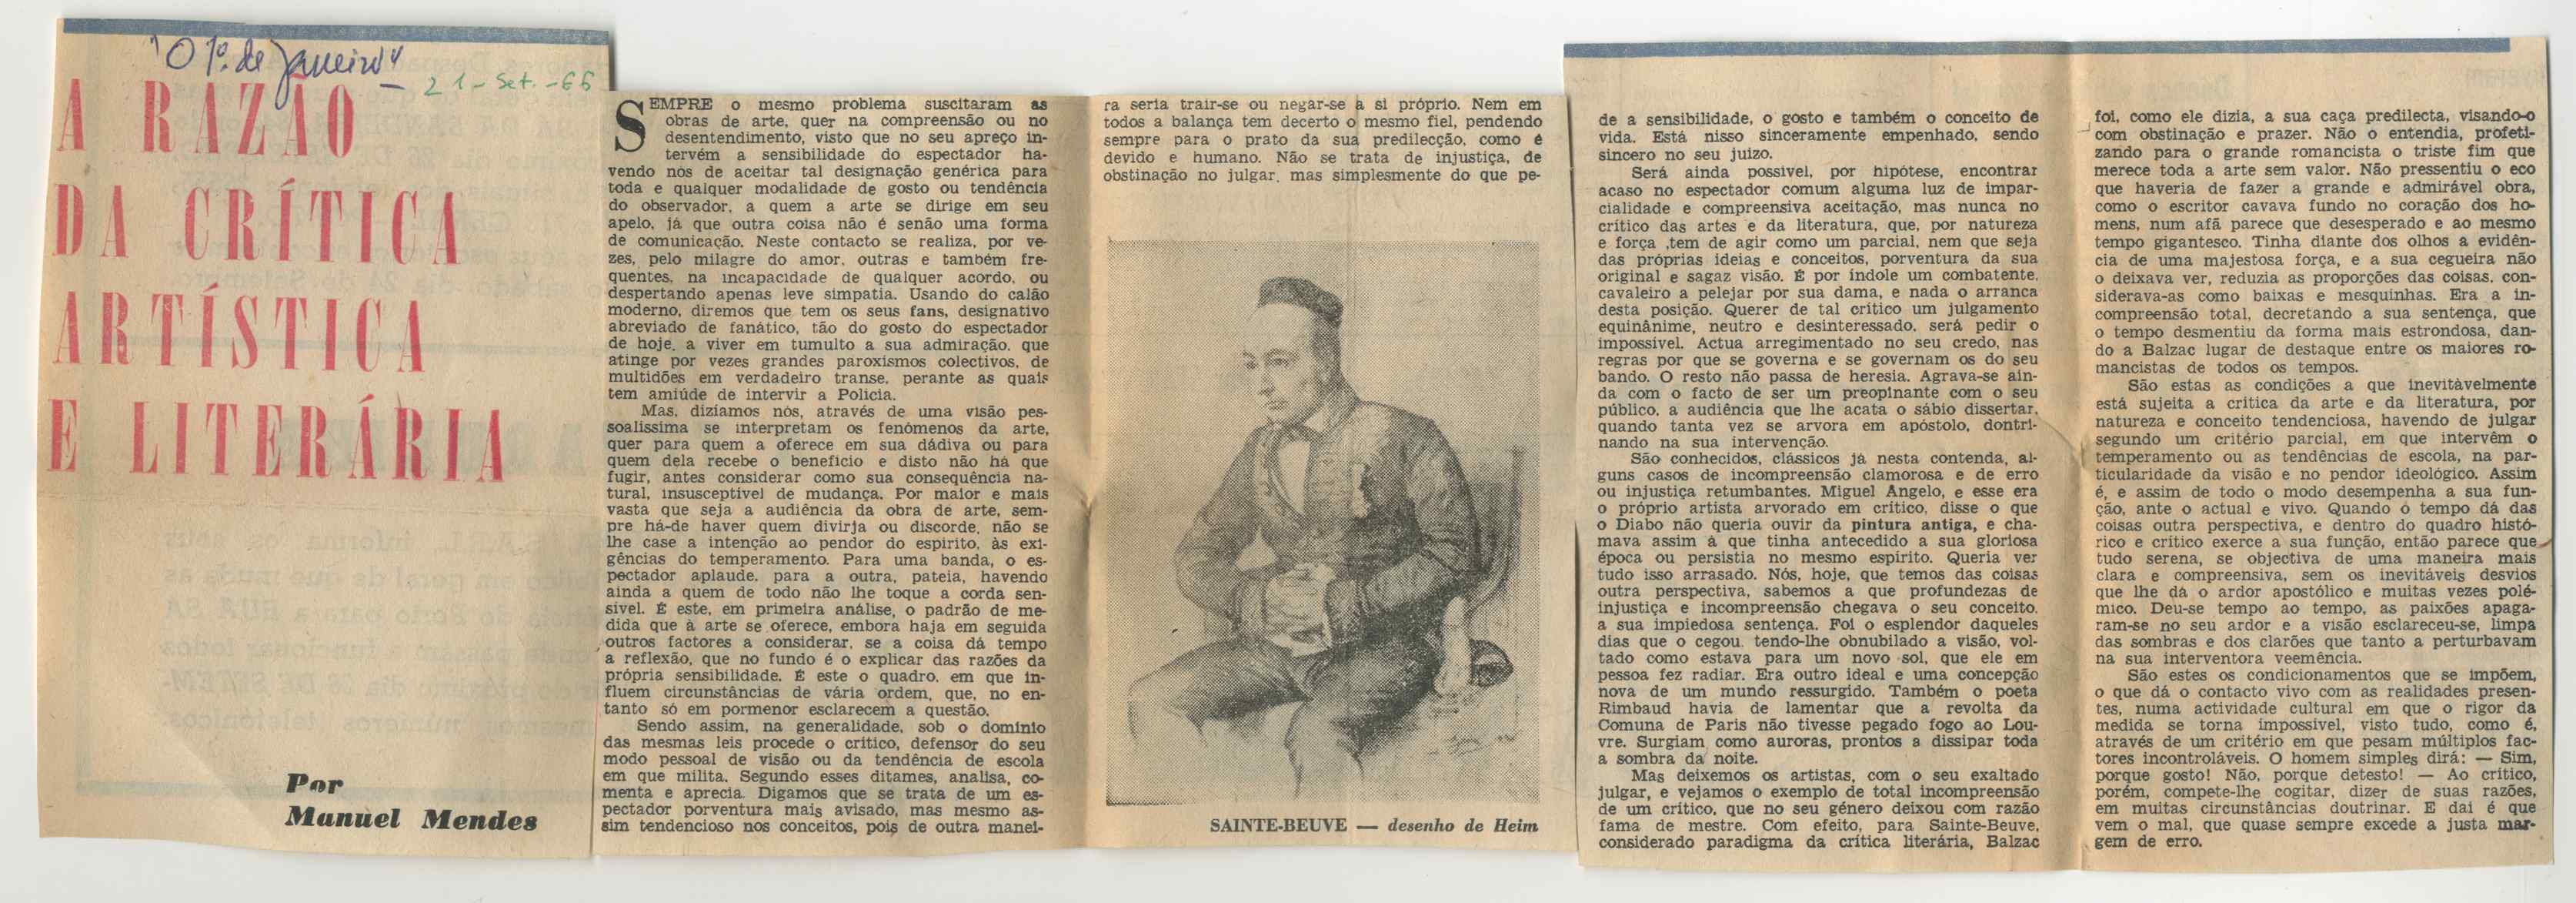 "O 1º. de Janeiro"
21-Set.-66
A RAZÃO
DA CRÍTICA
ARTÍSTICA
E LITERÁRIA
Por
Manuel Mendes
SEMPRE o mesmo problema suscitaram as
obras de arte, quer na compreensão ou no
desentendimento, visto que no seu apreço in-
tervém a sensibilidade do espectador ha-
vendo nós de aceitar tal designação genérica para
toda e qualquer modalidade de gosto ou tendência
do observador, a quem a arte se dirige em seu
apelo, já que outra coisa não é senão uma forma
de comunicação. Neste contacto se realiza, por ve-
zes, pelo milagre do amor, outras e também fre-
quentes, na incapacidade de qualquer acordo, ou
despertando apenas leve simpatia. Usando do calão
moderno, diremos que tem os seus fans, designativo
abreviado de fanático, tão do gosto do espectador
de hoje, a viver em tumulto a sua admiração, que
atinge por vezes grandes paroxismos colectivos, de
multidões em verdadeiro transe, perante as quais
tem amiúde de intervir a Policia.
Mas, dizíamos nós, através de uma visão pes-
soalissima se interpretam os fenómenos da arte,
quer para quem a oferece em sua dádiva ou para
quem dela recebe o beneficio e disto não há que
fugir, antes considerar como sua consequência na-
tural, insusceptivel de mudança. Por maior e mais
vasta que seja a audiência da obra de arte, sem-
pre há-de haver quem divirja ou discorde, não se
lhe case a intenção ao pendor do espirito, às exi-
gências do temperamento. Para uma banda, o es-
pectador aplaude, para a outra, pateia, havendo
ainda a quem de todo não lhe toque a corda sen-
sivel. É este, em primeira análise, o padrão de me-
dida que à arte se oferece, embora haja em seguida
outros factores a considerar, se a coisa dá tempo
a reflexão, que no fundo é o explicar das razões da
própria sensibilidade. É este o quadro, em que in-
fluem circunstâncias de vária ordem, que, no en-
tanto só em pormenor esclarecem a questão.
Sendo assim, na generalidade, sob o domínio
das mesmas leis procede o crítico, defensor do seu
modo pessoal de visão ou da tendência de escola
em que milita. Segundo esses ditames, analisa, co-
menta e aprecia. Digamos que se trata de um es-
pectador porventura mais avisado, mas mesmo as-
sim tendencioso nos conceitos, pois de outra manei-
ra seria trair-se ou negar-se a si próprio. Nem em
todos a balança tem decerto o mesmo fiel, pendendo
sempre para o prato da sua predilecção, como é
devido e humano. Não se trata de injustiça, de
obstinação no julgar, mas simplesmente do que pe-
SAINTE-BEUVE — desenho de Heim
de a sensibilidade, o gosto e também o conceito de
vida. Está nisso sinceramente empenhado, sendo
sincero no seu juizo.
Será ainda possivel, por hipótese, encontrar
acaso no espectador comum alguma luz de impar-
cialidade e compreensiva aceitação, mas nunca no
crítico das artes e da literatura, que, por natureza
e força ,tem de agir como um parcial, nem que seja
das próprias ideias e conceitos, porventura da sua
original e sagaz visão. É por índole um combatente,
cavaleiro a pelejar por sua dama, e nada o arranca
desta posição. Querer de tal crítico um julgamento
equinânime, neutro e desinteressado, será pedir o
impossivel. Actua arregimentado no seu credo, nas
regras por que se governa e se governam os do seu
bando. O resto não passa de heresia. Agrava-se ain-
da com o facto de ser um preopinante com o seu
público, a audiência que lhe acata o sábio dissertar,
quando tanta vez se arvora em apóstolo, dontri-
nando na sua intervenção.
São conhecidos, clássicos já nesta contenda, al-
guns casos de incompreensão clamorosa e de erro
ou injustiça retumbantes. Miguel Angelo, e esse era
o próprio artista arvorado em crítico, disse o que
o Diabo não queria ouvir da pintura antiga, e cha-
mava assim à que tinha antecedido a sua gloriosa
época ou persistia no mesmo espirito. Queria ver
tudo isso arrasado. Nós, hoje, que temos das coisas
outra perspectiva, sabemos a que profundezas de
injustiça e incompreensão chegava o seu conceito,
a sua impiedosa sentença. Foi o esplendor daqueles
dias que o cegou, tendo-lhe obnubilado a visão, vol-
tado como estava para um novo sol, que ele em
pessoa fez radiar. Era outro ideal e uma concepção
nova de um mundo ressurgido. Também o poeta
Rimbaud havia de lamentar que a revolta da
Comuna de Paris não tivesse pegado fogo ao Lou-
vre. Surgiam como auroras, prontos a dissipar toda
a sombra da noite.
Mas deixemos os artistas, com o seu exaltado
julgar, e vejamos o exemplo de total incompreensão
de um crítico, que no seu género deixou com razão
fama de mestre. Com efeito, para Sainte-Beuve,
considerado paradigma da crítica literária, Balzac
foi, como ele dizia, a sua caça predilecta, visando-o
com obstinação e prazer. Não o entendia, profeti-
zando para o grande romancista o triste fim que
merece toda a arte sem valor. Não pressentiu o eco
que haveria de fazer a grande e admirável obra,
como o escritor cavava fundo no coração dos ho-
mens, num afã parece que desesperado e ao mesmo
tempo gigantesco. Tinha diante dos olhos a evidên-
cia de uma majestosa força, e a sua cegueira não
o deixava ver, reduzia as proporções das coisas, con-
siderava-as como baixas e mesquinhas. Era a in-
compreensão total, decretando a sua sentença, que
o tempo desmentiu da forma mais estrondosa, dan-
do a Balzac lugar de destaque entre os maiores ro-
mancistas de todos os tempos.
São estas as condições a que inevitàvelmente
está sujeita a crítica da arte e da literatura, por
natureza e conceito tendenciosa, havendo de julgar
segundo um critério parcial, em que intervêm o
temperamento ou as tendências de escola, na par-
ticularidade da visão e no pendor ideológico. Assim
é, e assim de todo o modo desempenha a sua fun-
ção, ante o actual e vivo. Quando o tempo dá das
coisas outra perspectiva, e dentro do quadro histó-
rico e crítico exerce a sua função, então parece que
tudo serena, se objectiva de uma maneira mais
clara e compreensiva, sem os inevitáveis desvios
que lhe dá o ardor apostólico e muitas vezes polé-
mico. Deu-se tempo ao tempo, as paixões apaga-
ram-se no seu ardor e a visão esclareceu-se, limpa
das sombras e dos clarões que tanto a perturbavam
na sua interventora veemência.
São estes os condicionamentos que se impõem,
o que dá o contacto vivo com as realidades presen-
tes, numa actividade cultural em que o rigor da
medida se torna impossivel, visto tudo, como é,
através de um critério em que pesam múltiplos fac-
tores incontroláveis. O homem simples dirá: — Sim,
porque gosto! Não, porque detesto! — Ao crítico,
porém, compete-lhe cogitar, dizer de suas razões,
em muitas circunstâncias doutrinar. E daí é que
vem o mal, que quase sempre excede a justa mar-
gem de erro.